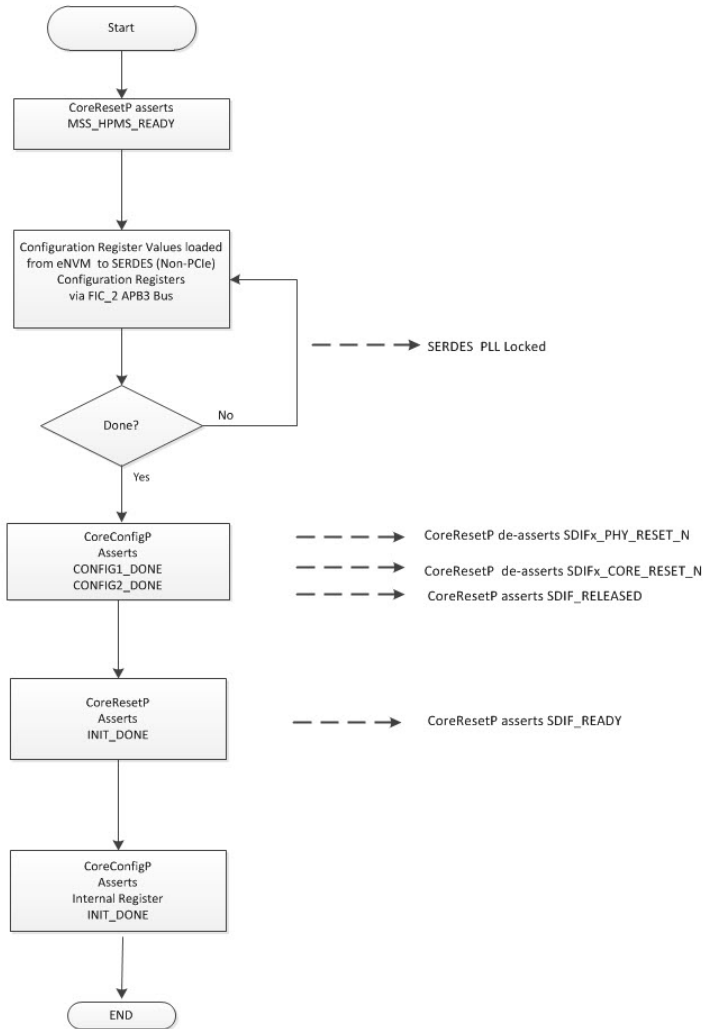 Start
CoreResetP asserts
MSS_HPMS_READY
Configuration Register Values loaded
from eNVM to SERDES (Non-PCIe)
Configuration Registers
via FIC_2 APB3 Bus
SERDES PLL Locked
Done?
No
Yes
CoreConfigP
Asserts
CONFIG1_DONE
CONFIG2_DONE
CoreResetP de-asserts SDIFx_PHY_RESET_N
CoreResetP de-asserts SDIFx_CORE_RESET_N
CoreResetP asserts SDIF_RELEASED
CoreResetP
Asserts
INIT_DONE
CoreResetP asserts SDIF_READY
CoreConfigP
Asserts
Internal Register
INIT_DONE
END